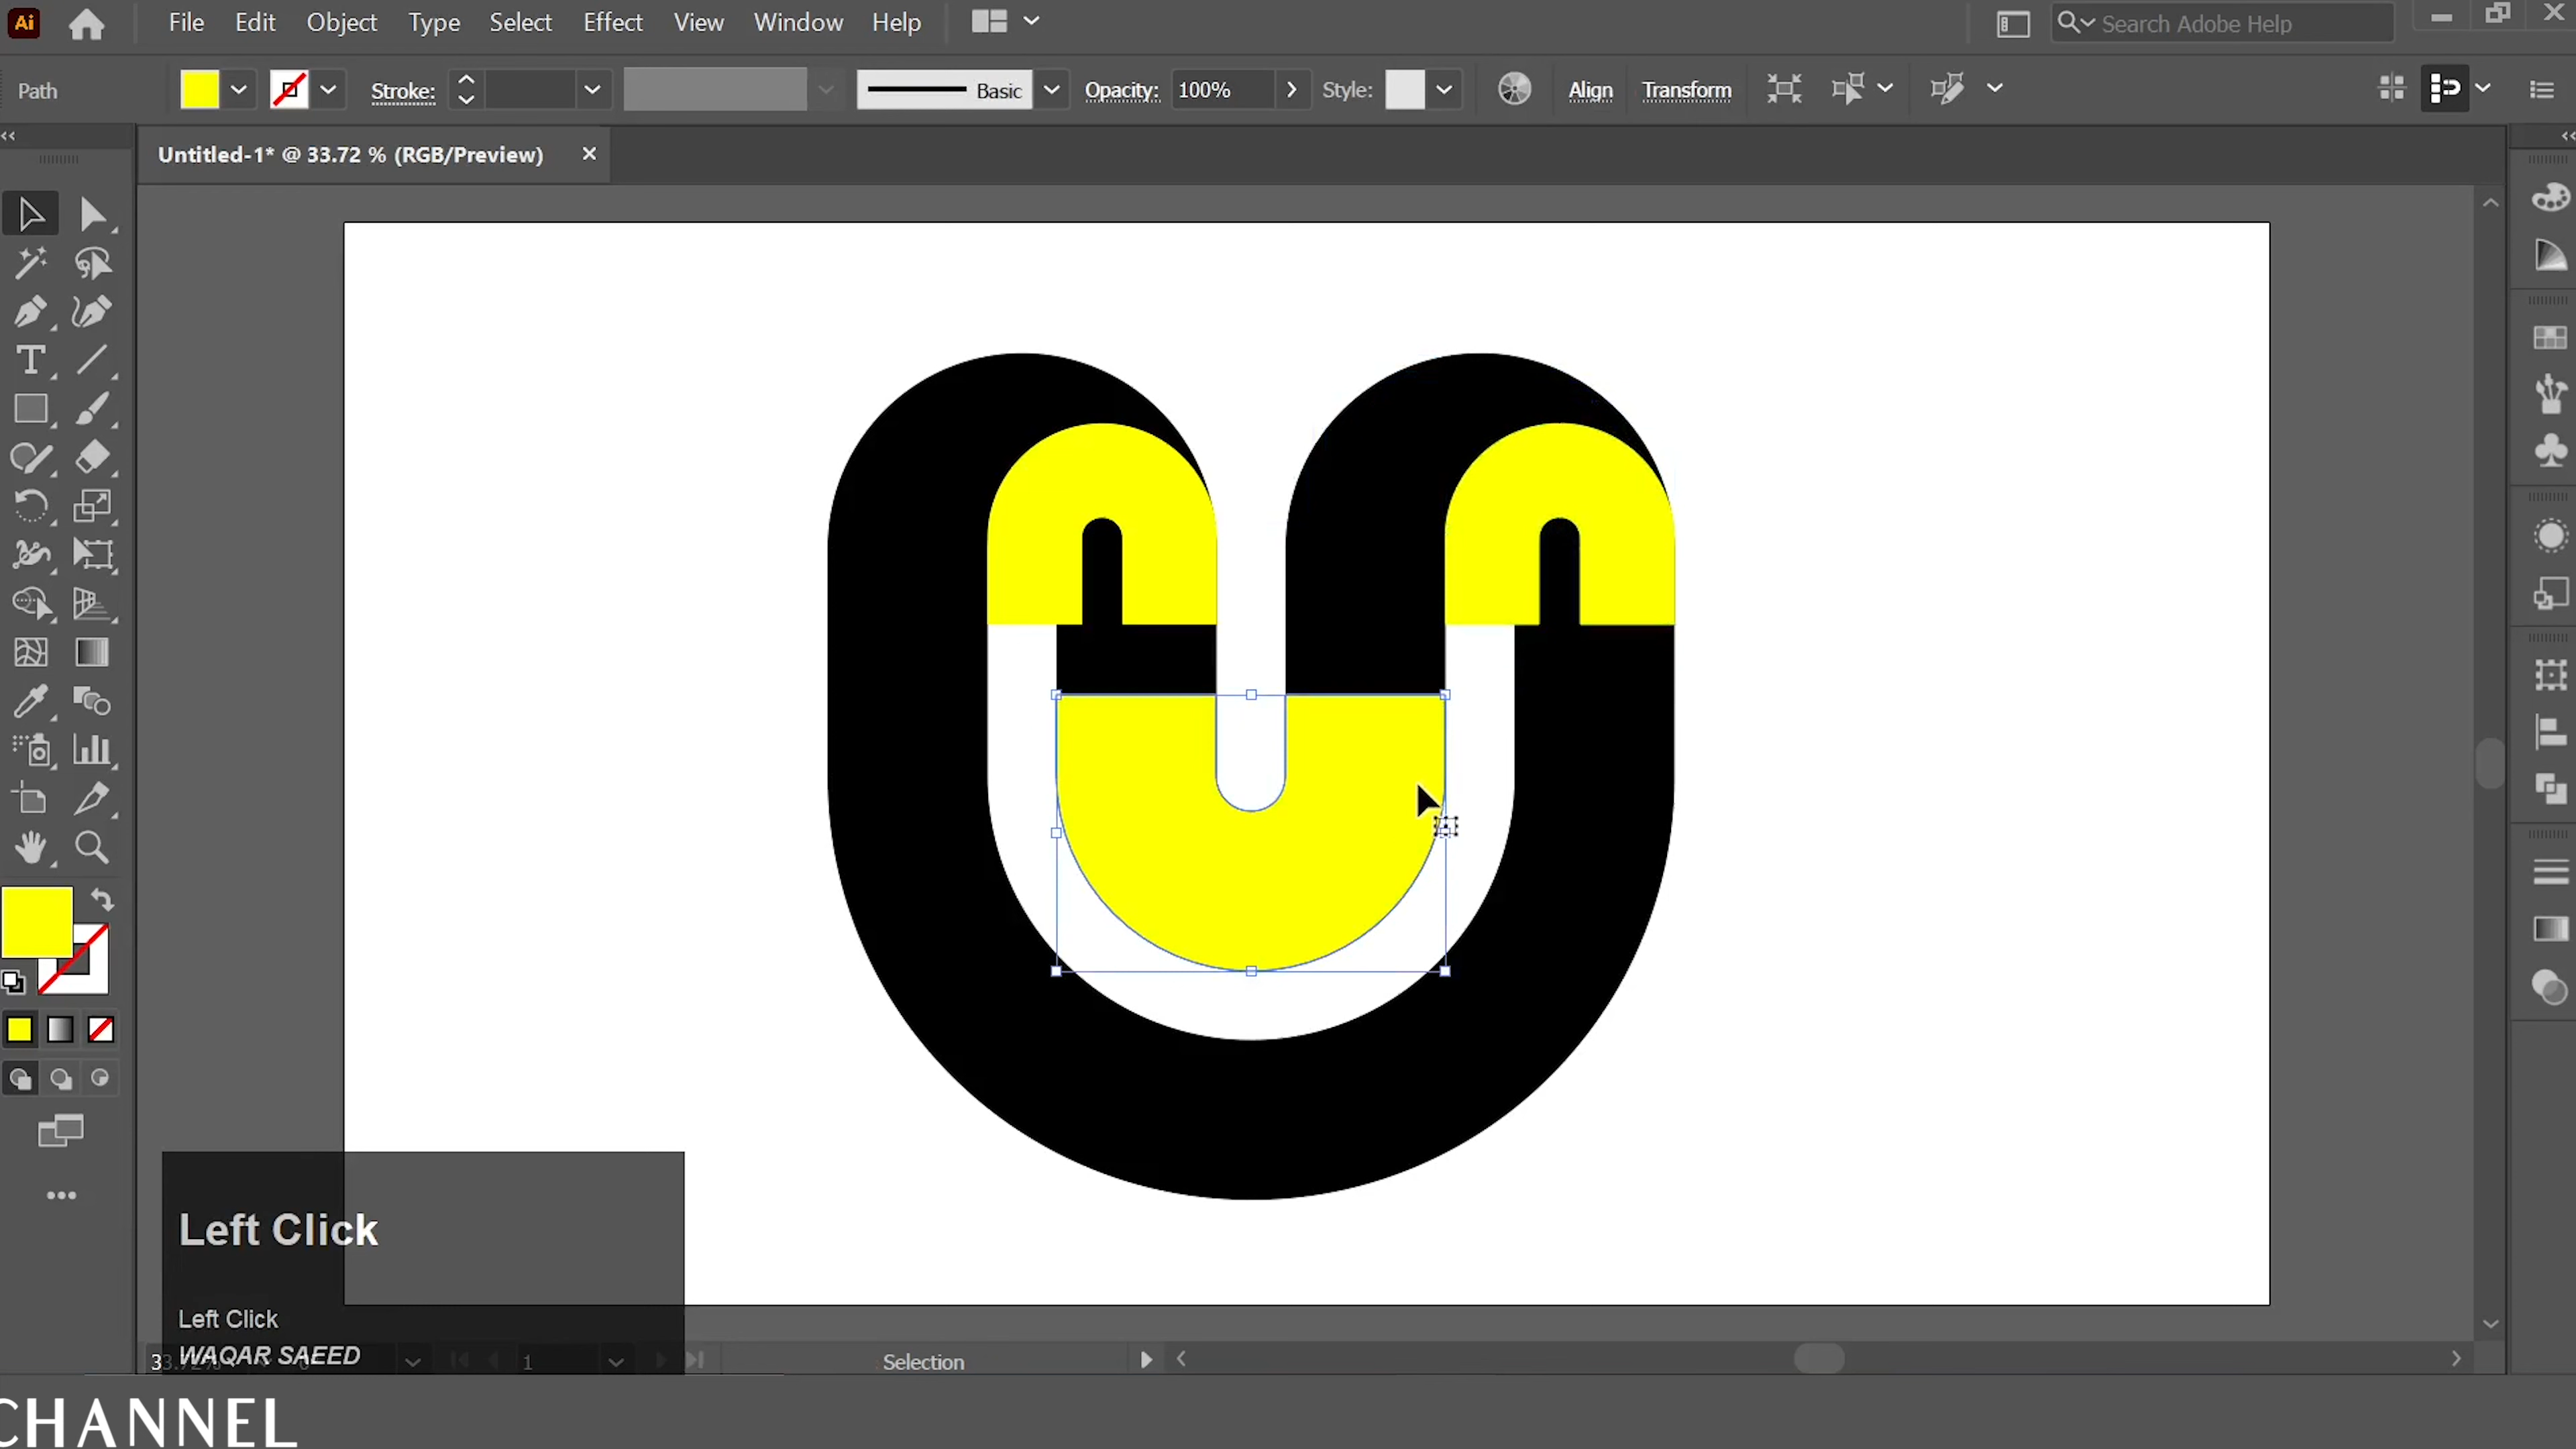 Ai File Edit Object Type Select Effect View Window Help Search Adobe Help
Path Stroke: Basic Opacity: 100% Style: Align Transform
Untitled-1* @ 33.72 % (RGB/Preview)
Left Click
Left Click
WAQAR SAEED
1
Selection
CHANNEL